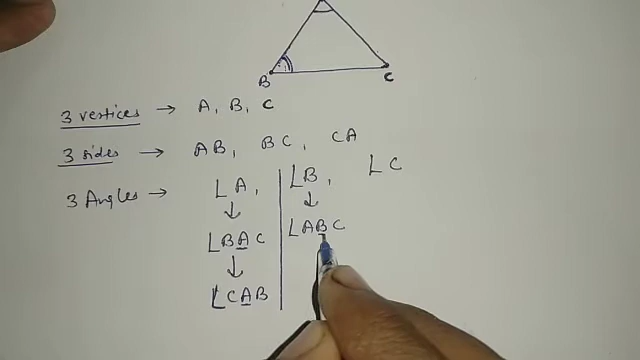 B C
3 vertices → A, B, C
3 sides → AB, BC, CA
3 Angles → ∠A, ∠B, ∠C
↓ ↓
∠BAC ∠ABC
↓
∠CAB